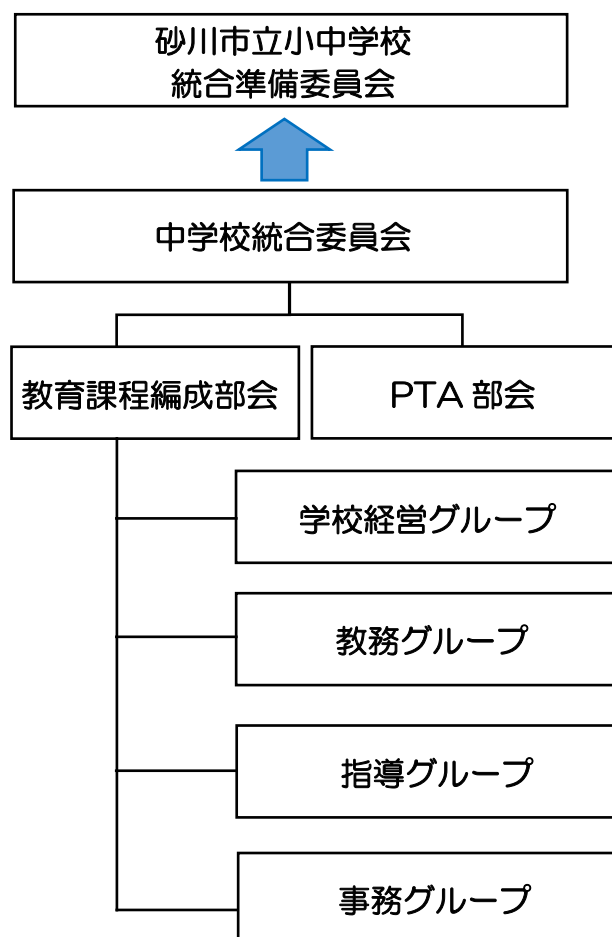 砂川市立小中学校
統合準備委員会
中学校統合委員会
教育課程編成部会
PTA 部会
学校経営グループ
教務グループ
指導グループ
事務グループ